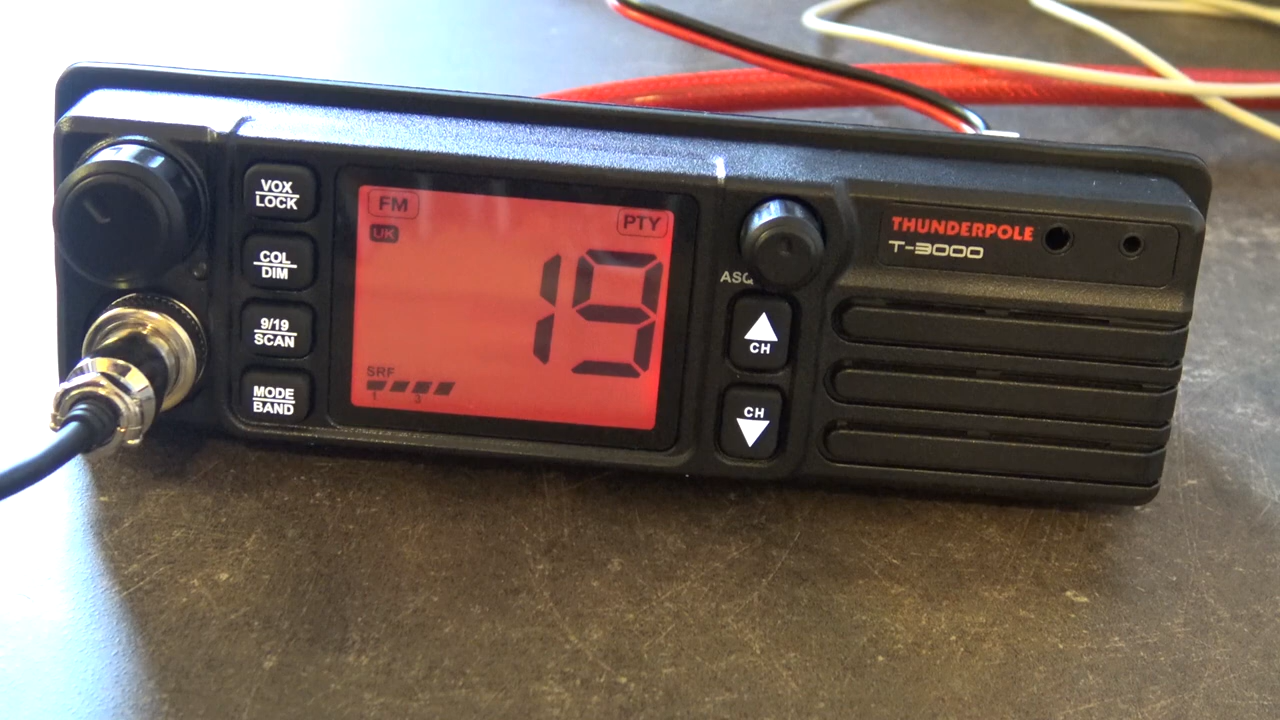 VOX
LOCK
COL
DIM
9/19
SCAN
MODE
BAND
FM
PTY
UK
19
SRF
1 3
ASQ
CH
CH
THUNDERPOLE
T-3000